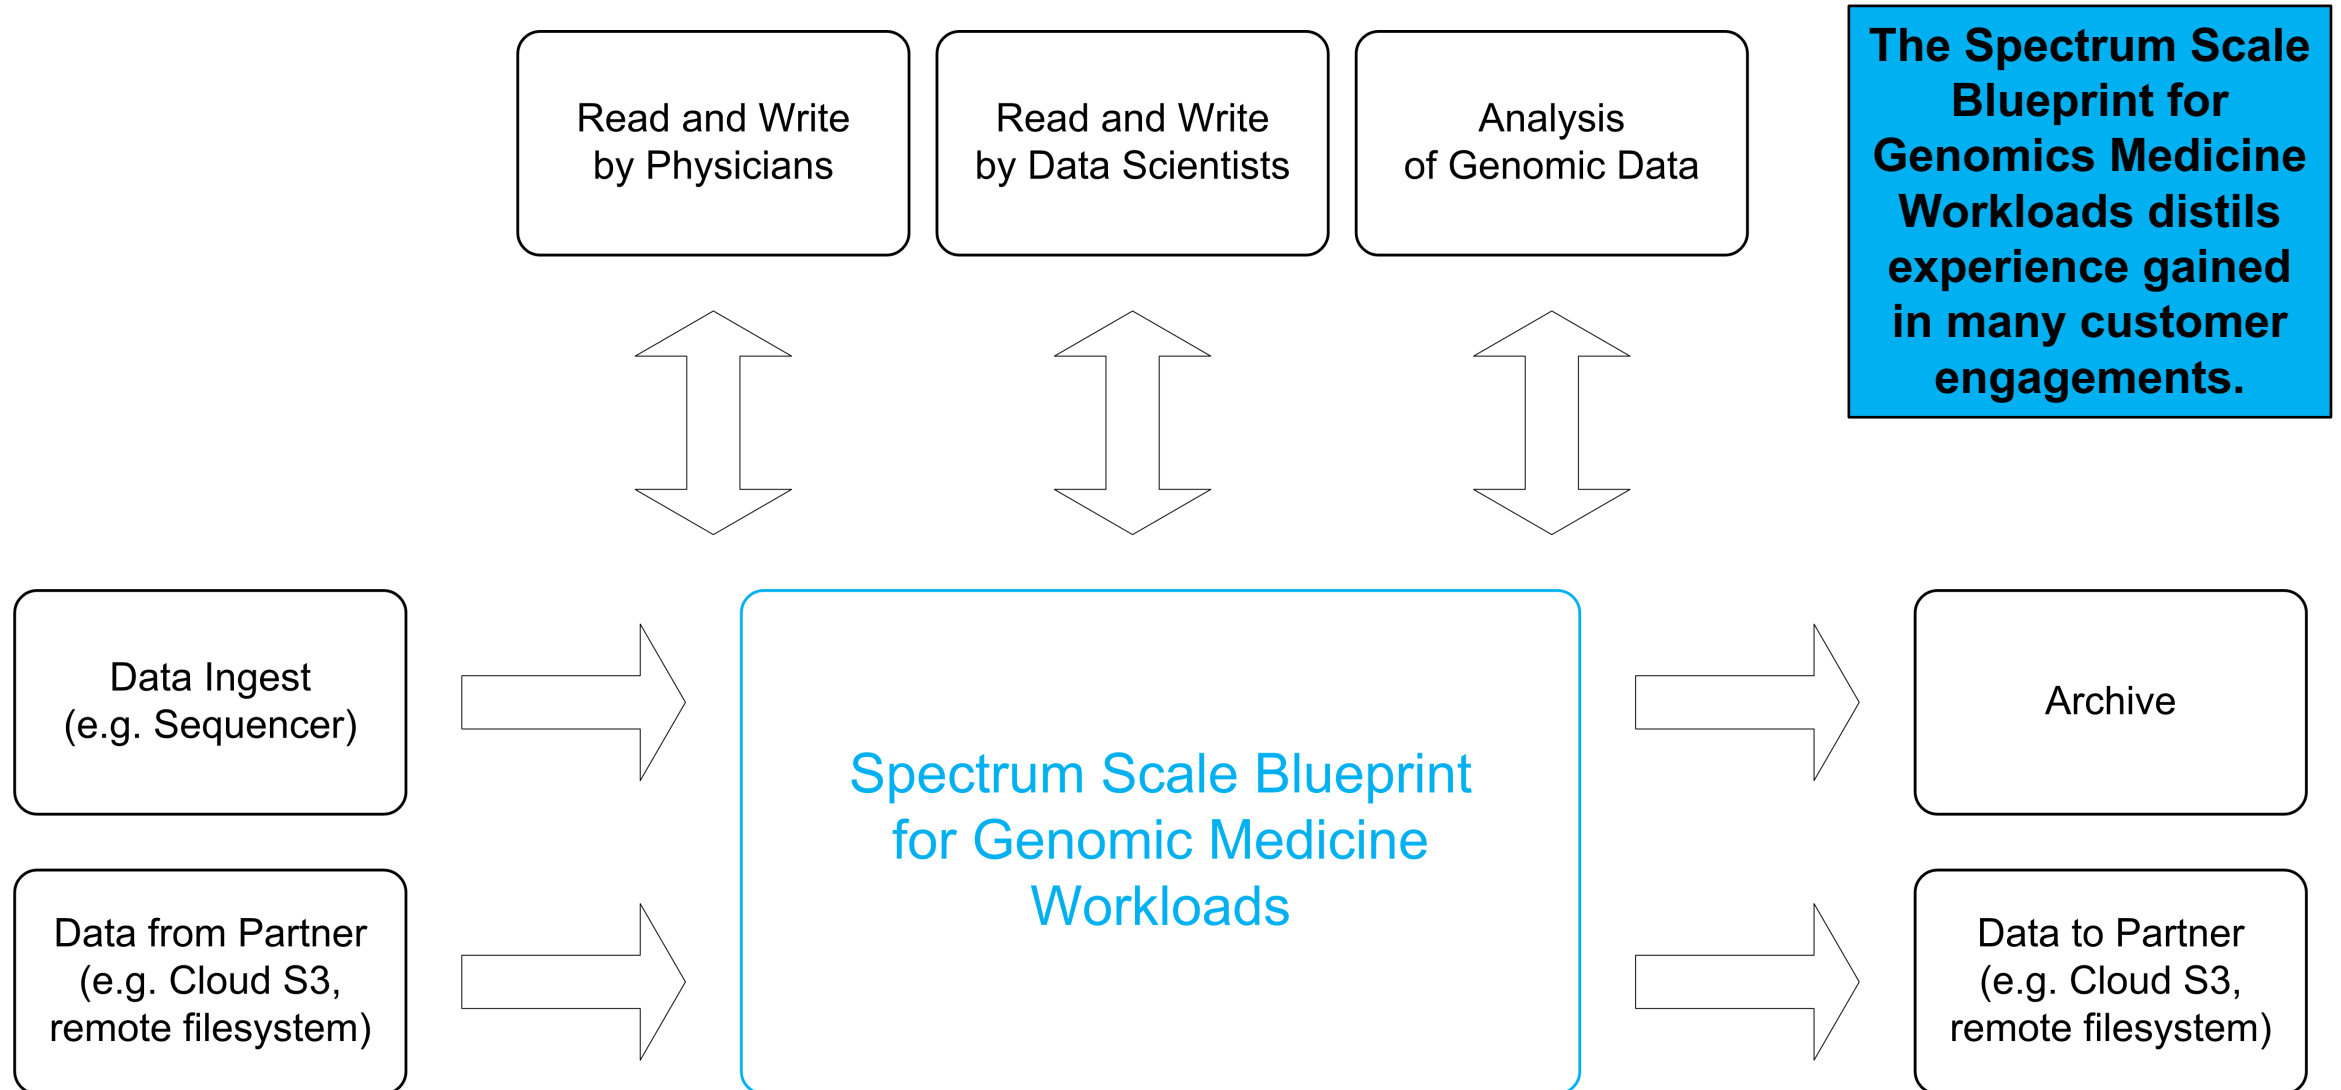 Read and Write
by Physicians
Read and Write
by Data Scientists
Analysis
of Genomic Data
The Spectrum Scale
Blueprint for
Genomics Medicine
Workloads distils
experience gained
in many customer
engagements.
Data Ingest
(e.g. Sequencer)
Data from Partner
(e.g. Cloud S3,
remote filesystem)
Spectrum Scale Blueprint
for Genomic Medicine
Workloads
Archive
Data to Partner
(e.g. Cloud S3,
remote filesystem)